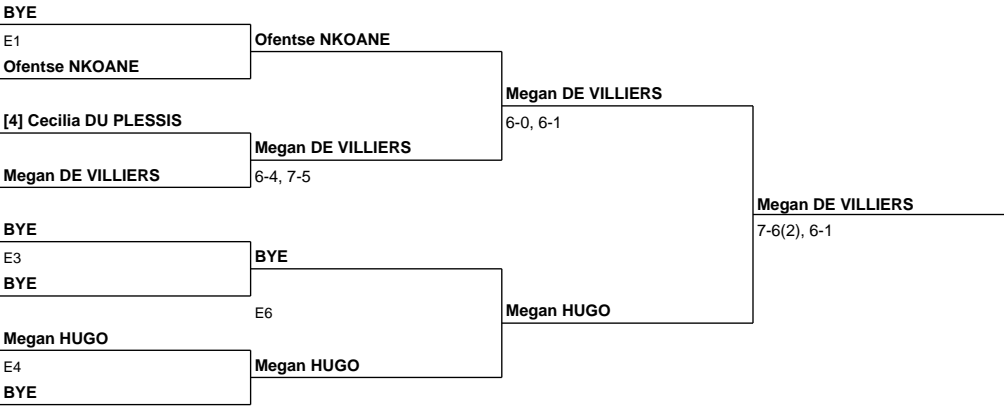 BYE
E1
Ofentse NKOANE
Ofentse NKOANE
Megan DE VILLIERS
[4] Cecilia DU PLESSIS
6-0, 6-1
Megan DE VILLIERS
Megan DE VILLIERS
6-4, 7-5
Megan DE VILLIERS
BYE
7-6(2), 6-1
E3
BYE
BYE
E6
Megan HUGO
Megan HUGO
E4
Megan HUGO
BYE